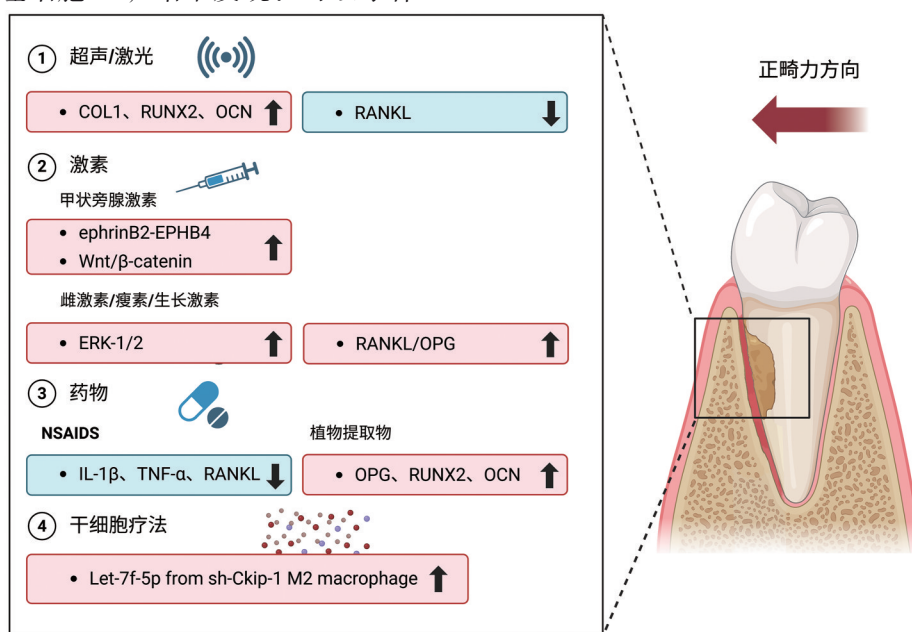 ① 超声/激光
• COL1、RUNX2、OCN
• RANKL
② 激素
甲状旁腺激素
• ephrinB2-EPHB4
• Wnt/β-catenin
雌激素/瘦素/生长激素
• ERK-1/2
• RANKL/OPG
③ 药物
NSAIDS
植物提取物
• IL-1β、TNF-α、RANKL
• OPG、RUNX2、OCN
④ 干细胞疗法
• Let-7f-5p from sh-Ckip-1 M2 macrophage
正畸力方向